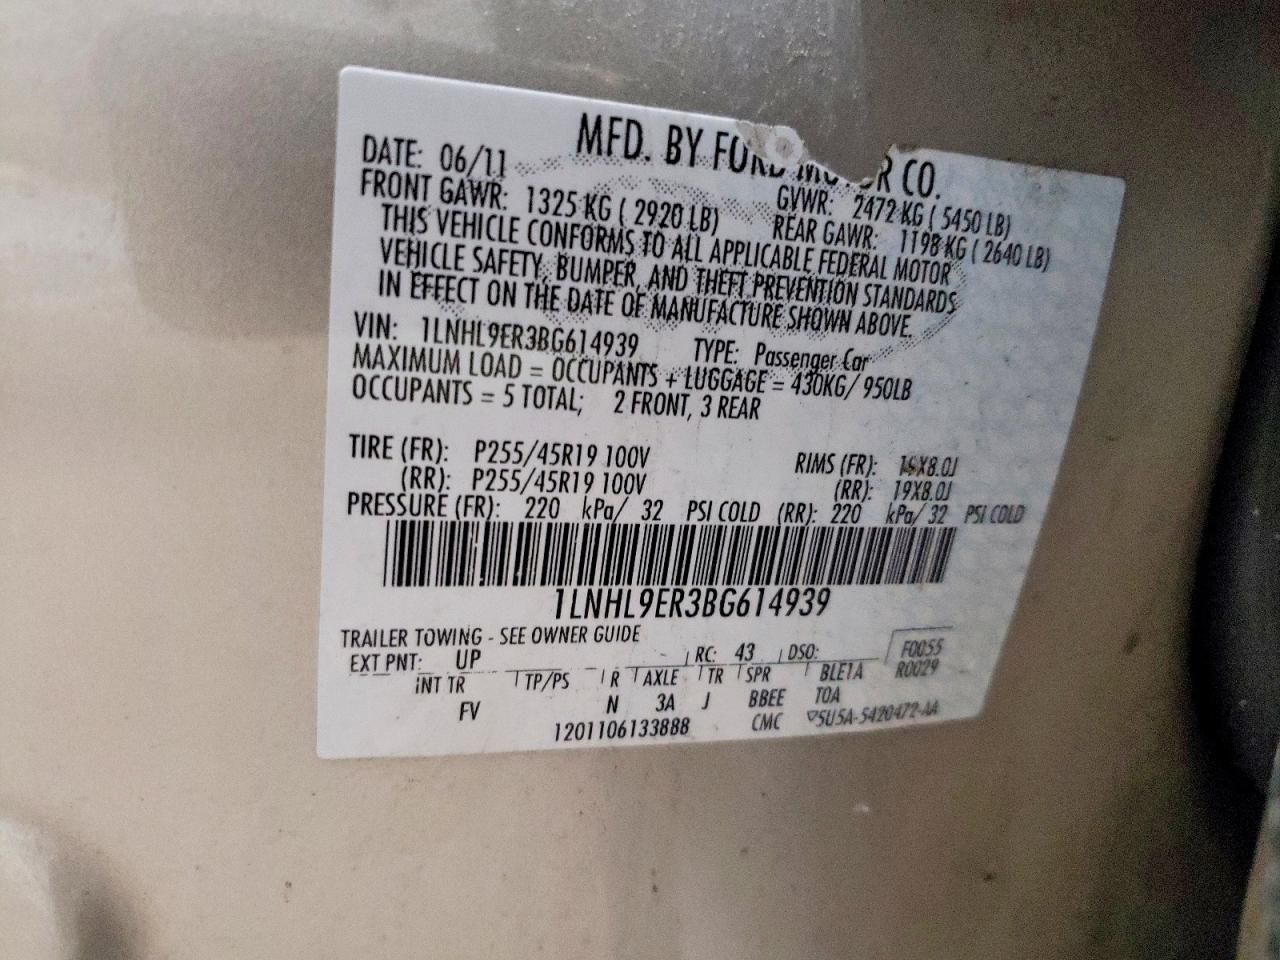 MFD. BY FORD MOTOR CO.
DATE: 06/11 GVWR: 2472 KG ( 5450 LB)
FRONT GAWR: 1325 KG ( 2920 LB) REAR GAWR: 1198 KG ( 2640 LB)
THIS VEHICLE CONFORMS TO ALL APPLICABLE FEDERAL MOTOR
VEHICLE SAFETY, BUMPER, AND THEFT PREVENTION STANDARDS
IN EFFECT ON THE DATE OF MANUFACTURE SHOWN ABOVE.
VIN: 1LNHL9ER3BG614939 TYPE: Passenger Car
MAXIMUM LOAD = OCCUPANTS + LUGGAGE = 430KG/ 950LB
OCCUPANTS = 5 TOTAL; 2 FRONT, 3 REAR
TIRE (FR): P255/45R19 100V RIMS (FR): 19X8.0J
(RR): P255/45R19 100V (RR): 19X8.0J
PRESSURE (FR): 220 kPa/ 32 PSI COLD (RR): 220 kPa/ 32 PSI COLD
1LNHL9ER3BG614939
TRAILER TOWING - SEE OWNER GUIDE
EXT PNT: UP RC: 43 DSO: F0055
INT TR TP/PS R AXLE TR SPR BLE1A R0029
FV N 3A J BBEE TOA
1201106133888 CMC 5U5A-5420472-AA